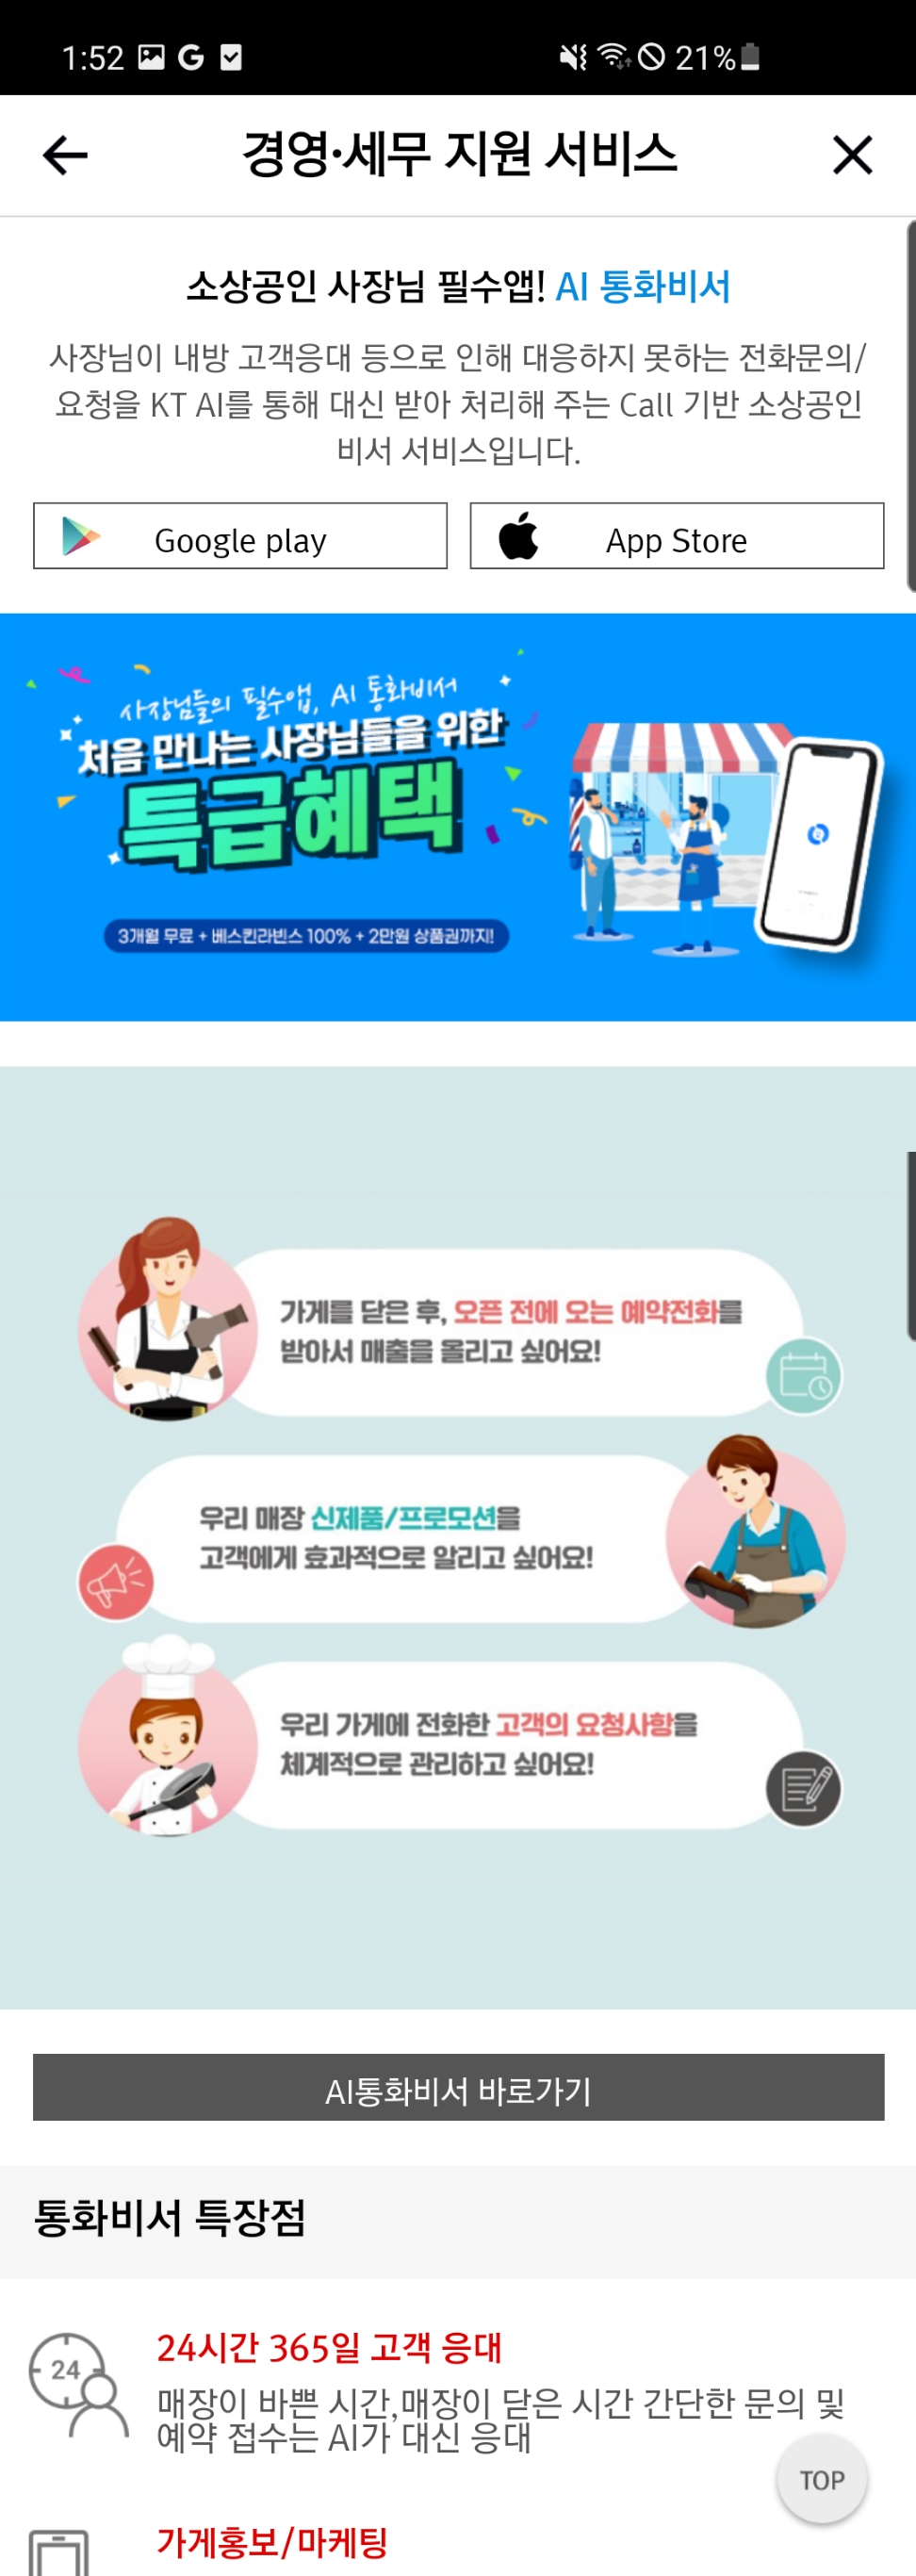 1:52 G 21%
경영·세무 지원 서비스
소상공인 사장님 필수앱! AI 통화비서
사장님이 내방 고객응대 등으로 인해 대응하지 못하는 전화문의/
요청을 KT AI를 통해 대신 받아 처리해 주는 Call 기반 소상공인
비서 서비스입니다.
Google play
App Store
사장님들의 필수앱, AI 통화비서
처음 만나는 사장님들을 위한
특급혜택
3개월 무료 + 베스킨라빈스 100% + 2만원 상품권까지!
가게를 닫은 후, 오픈 전에 오는 예약전화를
받아서 매출을 올리고 싶어요!
우리 매장 신제품/프로모션을
고객에게 효과적으로 알리고 싶어요!
우리 가게에 전화한 고객의 요청사항을
체계적으로 관리하고 싶어요!
AI통화비서 바로가기
통화비서 특장점
24
24시간 365일 고객 응대
매장이 바쁜 시간,매장이 닫은 시간 간단한 문의 및
예약 접수는 AI가 대신 응대
TOP
가게홍보/마케팅